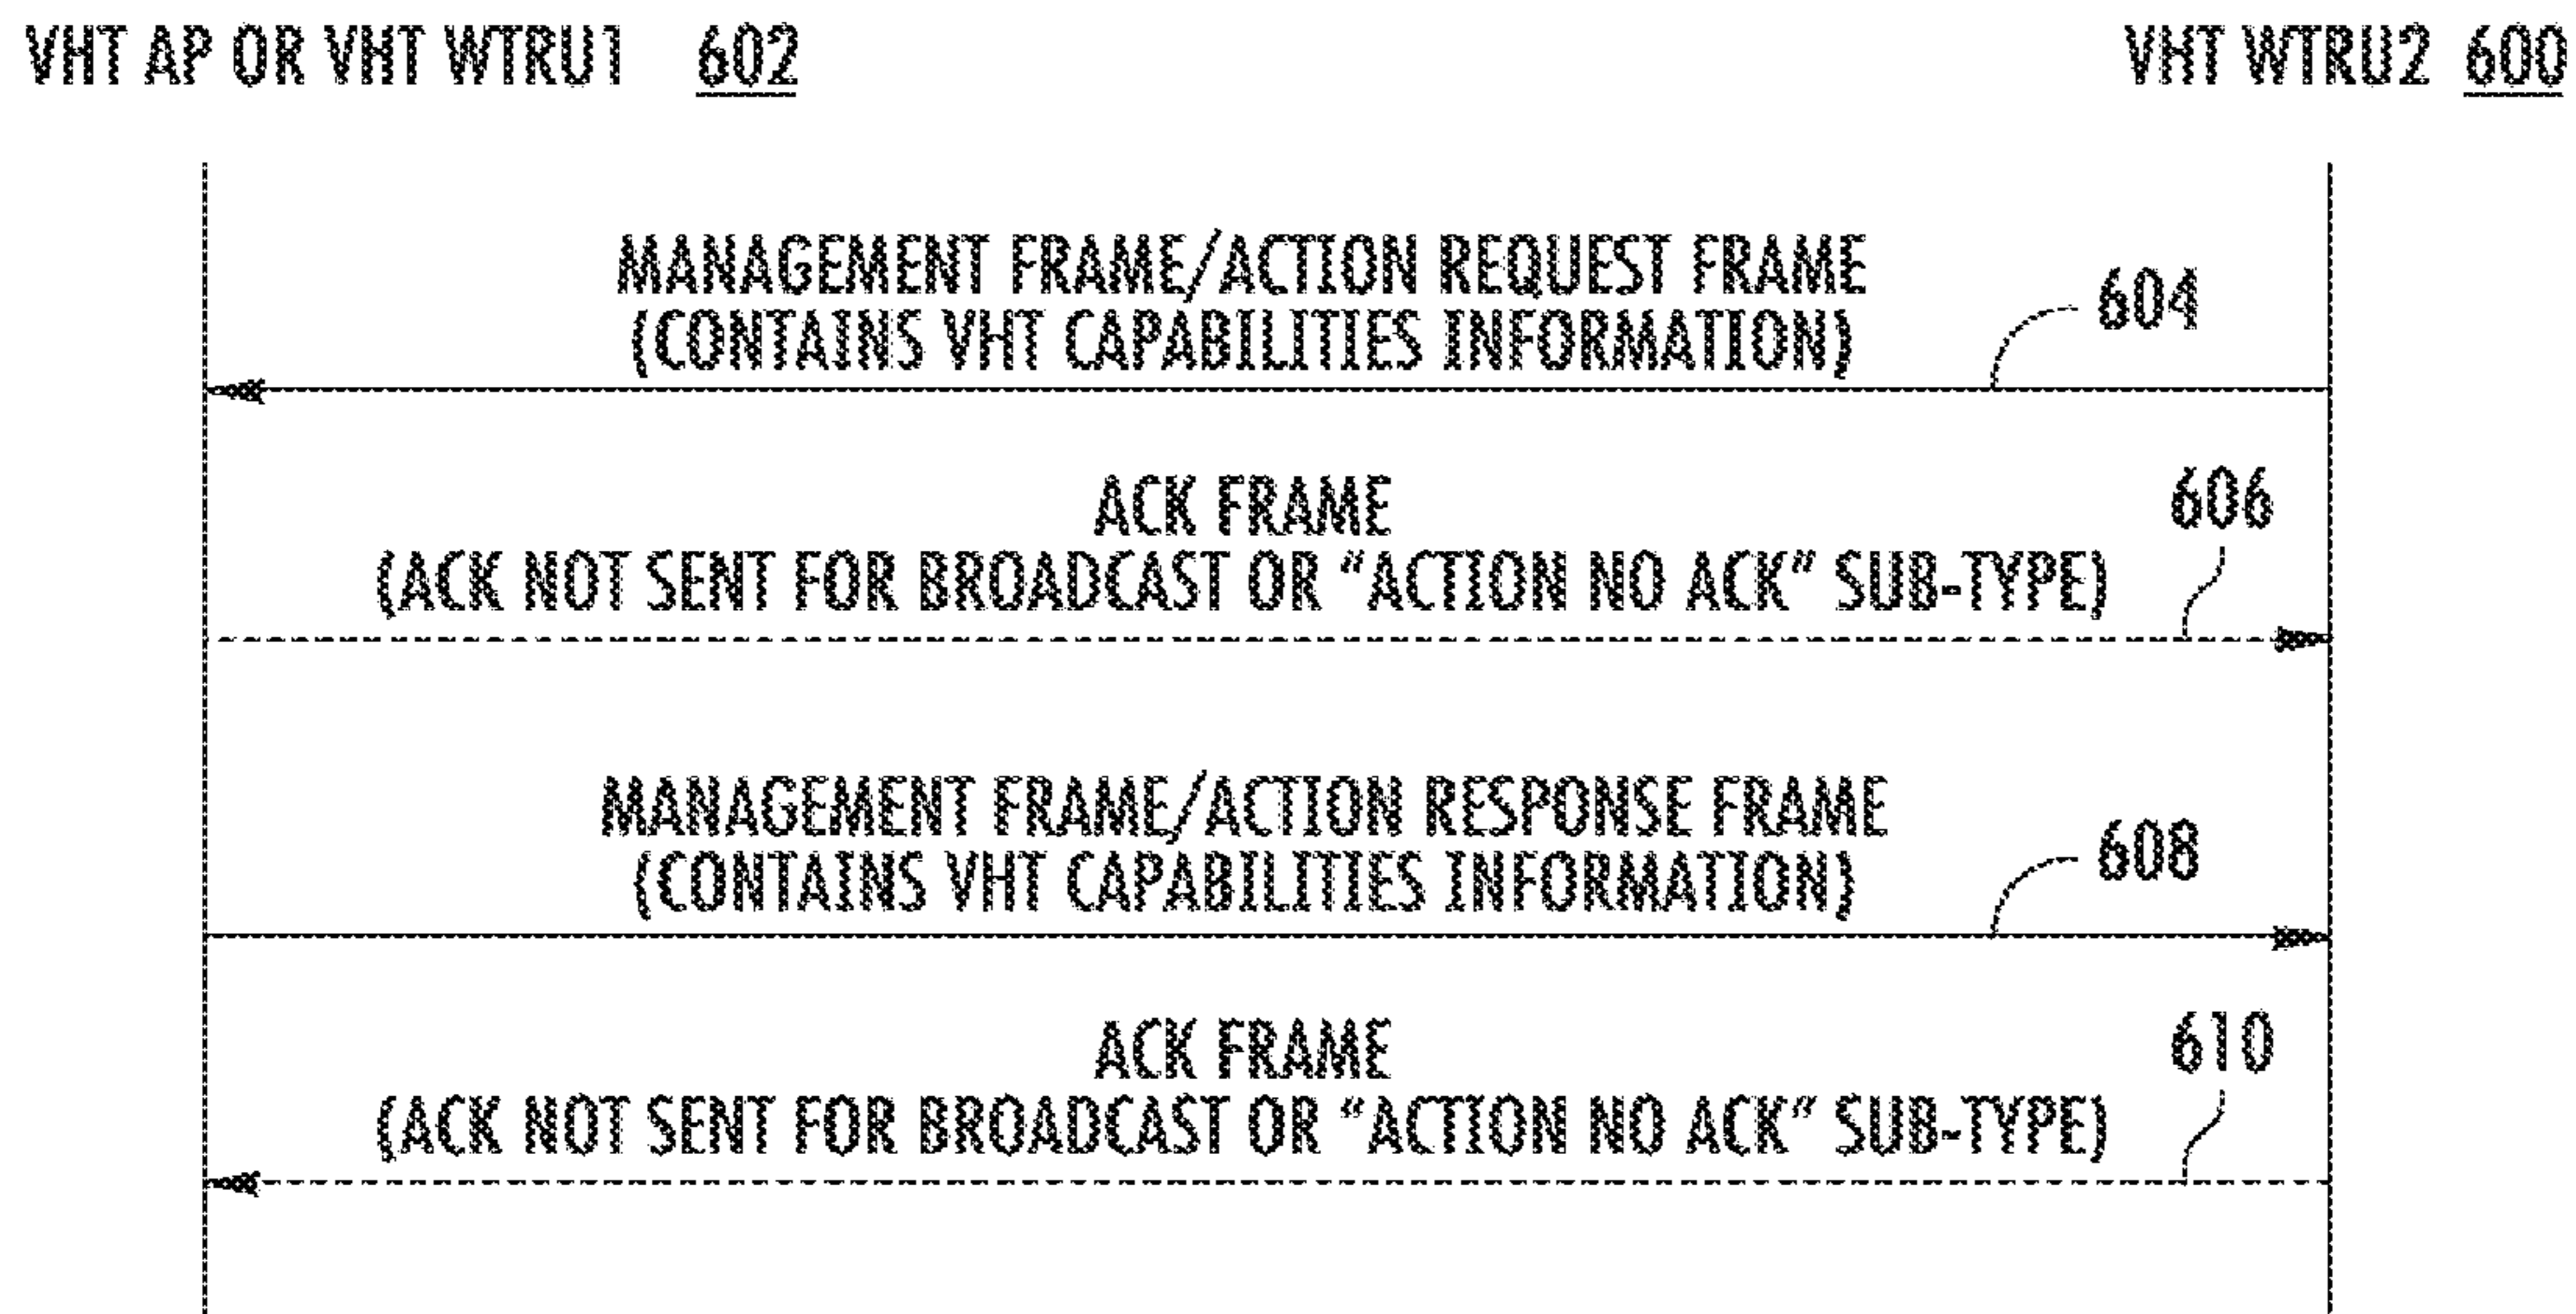 VHT AP OR VHT WTRU1 602
VHT WTRU2 600
MANAGEMENT FRAME/ACTION REQUEST FRAME
(CONTAINS VHT CAPABILITIES INFORMATION)
604
ACK FRAME
606
(ACK NOT SENT FOR BROADCAST OR "ACTION NO ACK" SUB-TYPE)
MANAGEMENT FRAME/ACTION RESPONSE FRAME
(CONTAINS VHT CAPABILITIES INFORMATION)
608
ACK FRAME
610
(ACK NOT SENT FOR BROADCAST OR "ACTION NO ACK" SUB-TYPE)